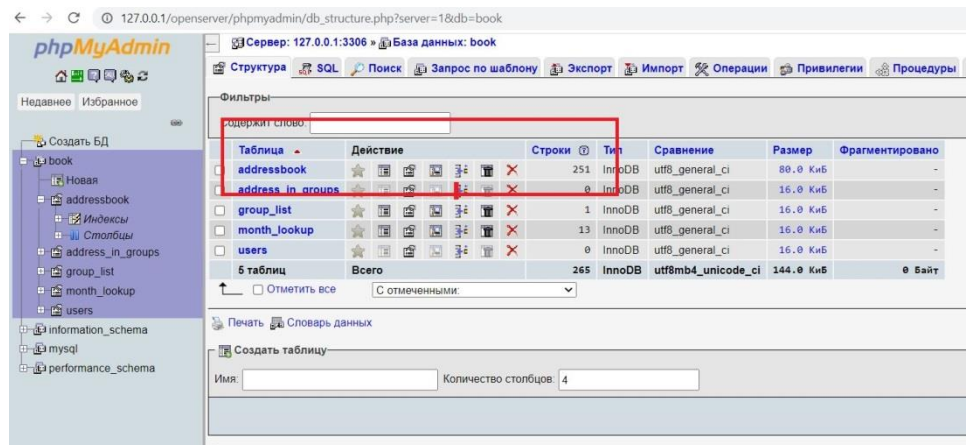 127.0.0.1/openserver/phpmyadmin/db_structure.php?server=1&db=book
phpMyAdmin
Недавнее Избранное
Создать БД
book
Новая
addressbook
Индексы
Столбцы
address_in_groups
group_list
month_lookup
users
information_schema
mysql
performance_schema
Сервер: 127.0.0.1:3306 » База данных: book
Структура SQL Поиск Запрос по шаблону Экспорт Импорт Операции Привилегии Процедуры
Фильтры
Содержит слово:
Таблица Действие Строки Тип Сравнение Размер Фрагментировано
addressbook 251 InnoDB utf8_general_ci 80.0 КиБ -
address_in_groups 0 InnoDB utf8_general_ci 16.0 КиБ -
group_list 1 InnoDB utf8_general_ci 16.0 КиБ -
month_lookup 13 InnoDB utf8_general_ci 16.0 КиБ -
users 0 InnoDB utf8_general_ci 16.0 КиБ -
5 таблиц Всего 265 InnoDB utf8mb4_unicode_ci 144.0 КиБ 0 Байт
Отметить все С отмеченными:
Печать Словарь данных
Создать таблицу
Имя: Количество столбцов: 4